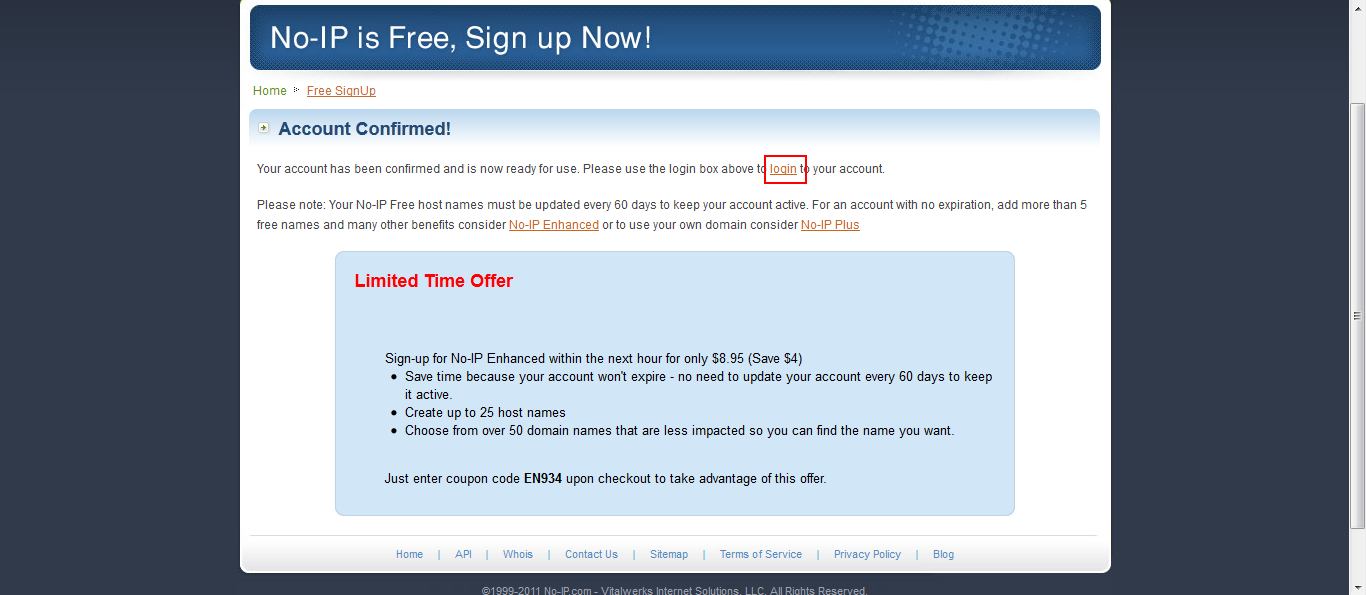 No-IP is Free, Sign up Now!
Home Free SignUp
Account Confirmed!
Your account has been confirmed and is now ready for use. Please use the login box above to login to your account.
Please note: Your No-IP Free host names must be updated every 60 days to keep your account active. For an account with no expiration, add more than 5
free names and many other benefits consider No-IP Enhanced or to use your own domain consider No-IP Plus
Limited Time Offer
Sign-up for No-IP Enhanced within the next hour for only $8.95 (Save $4)
• Save time because your account won't expire - no need to update your account every 60 days to keep
it active.
• Create up to 25 host names
• Choose from over 50 domain names that are less impacted so you can find the name you want.
Just enter coupon code EN934 upon checkout to take advantage of this offer.
Home | API | Whois | Contact Us | Sitemap | Terms of Service | Privacy Policy | Blog
©1999-2011 No-IP.com - Vitalwerks Internet Solutions, LLC. All Rights Reserved.